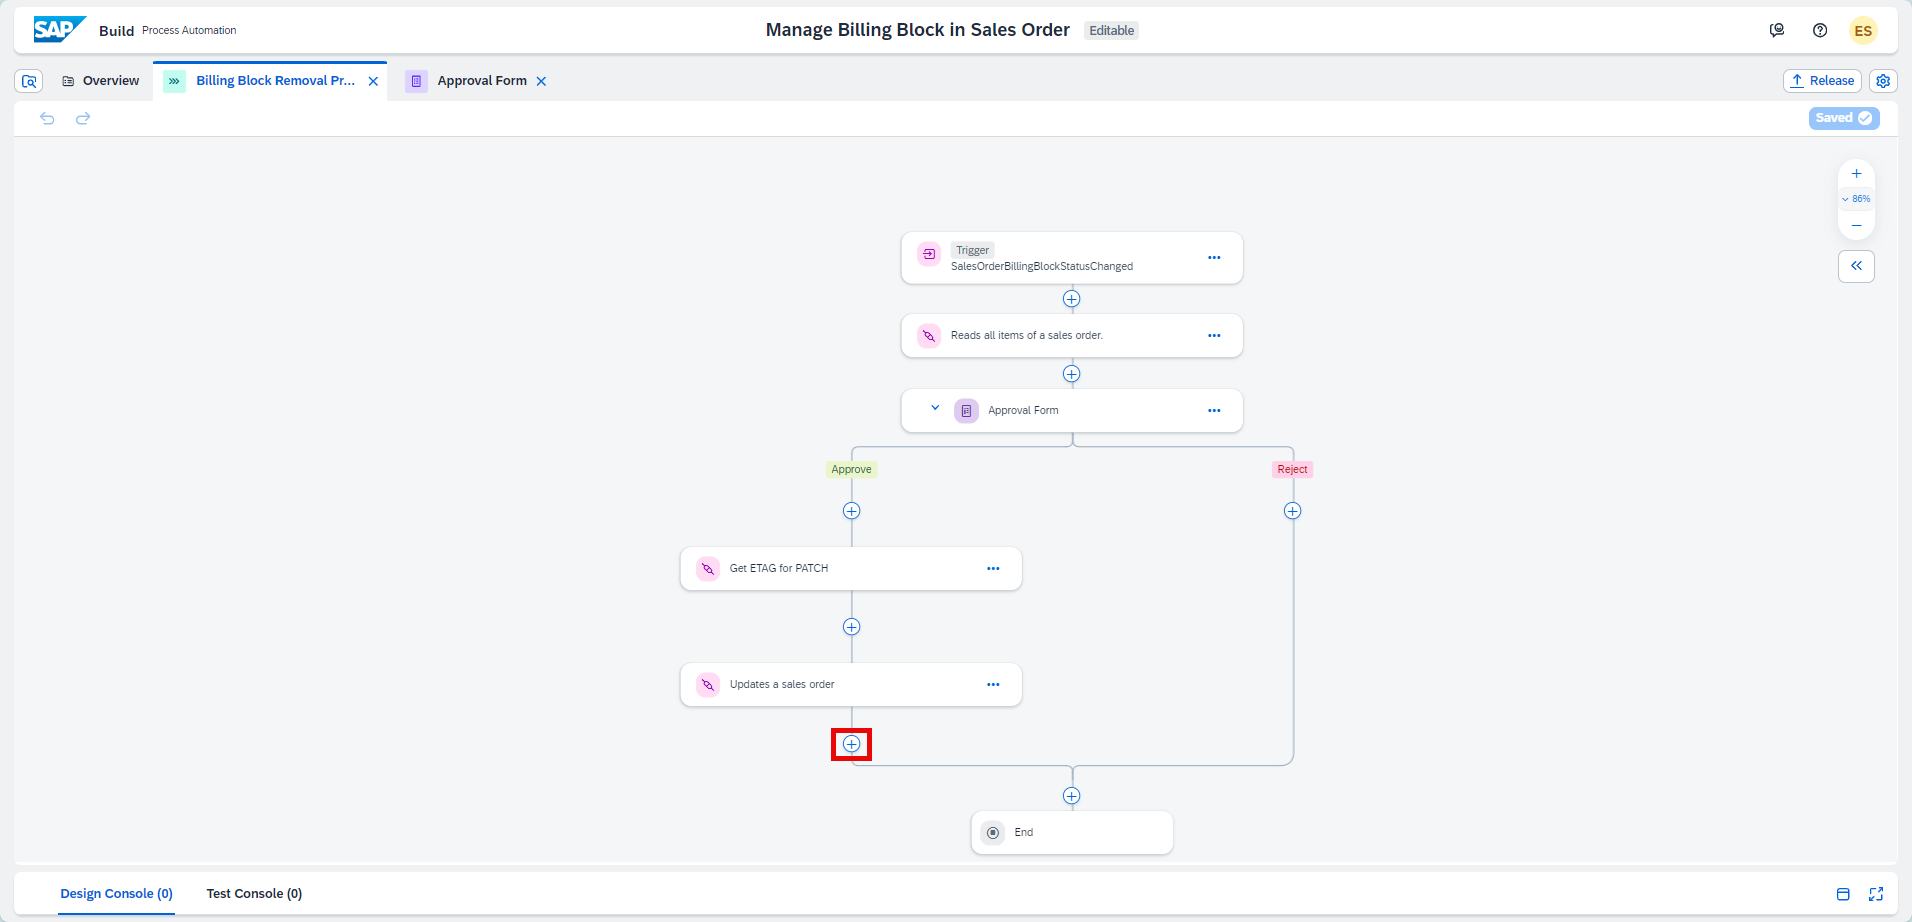 SAP Build Process Automation
Manage Billing Block in Sales Order Editable
ES
Overview
Billing Block Removal Pr...
Approval Form
Release
Saved
86%
Trigger
SalesOrderBillingBlockStatusChanged
Reads all items of a sales order.
Approval Form
Approve
Reject
Get ETAG for PATCH
Updates a sales order
End
Design Console (0)
Test Console (0)